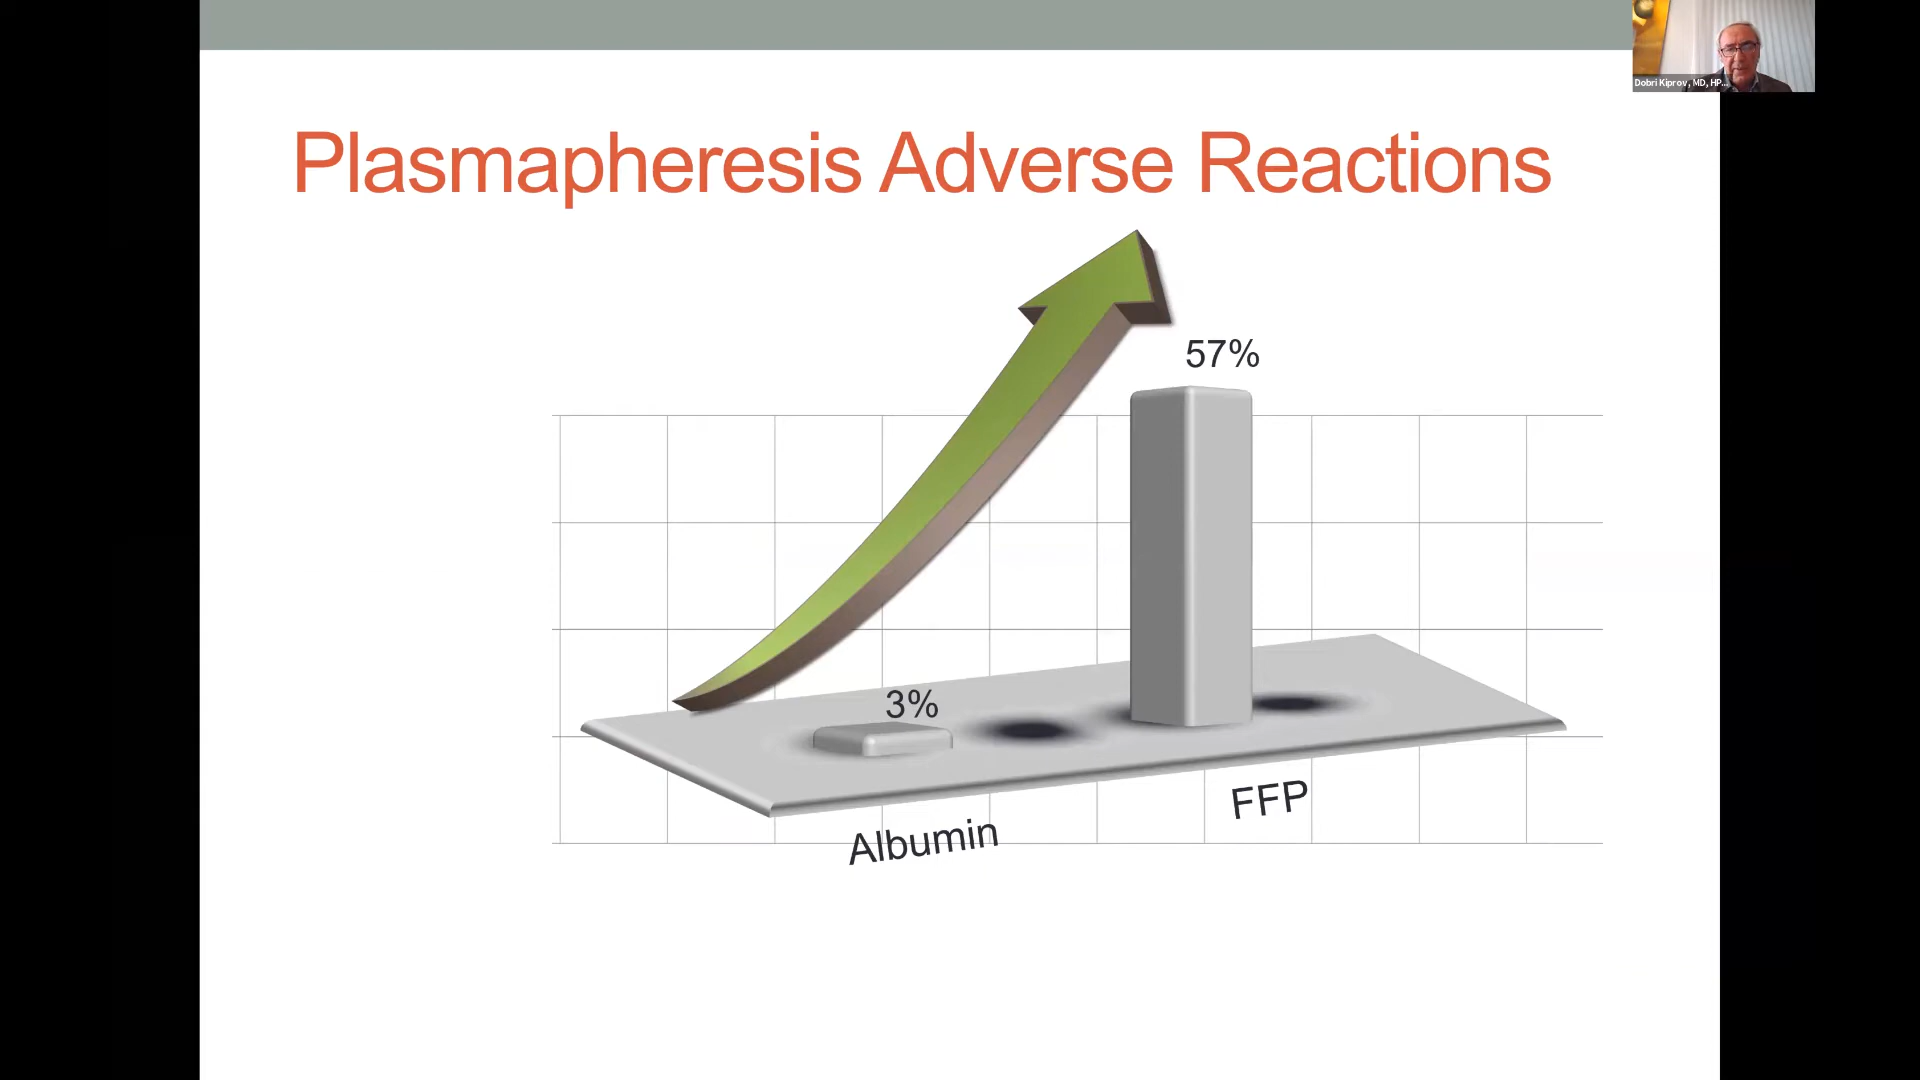 Dobri Kiprov, MD, HP...
Plasmapheresis Adverse Reactions
57%
3%
FFP
Albumin